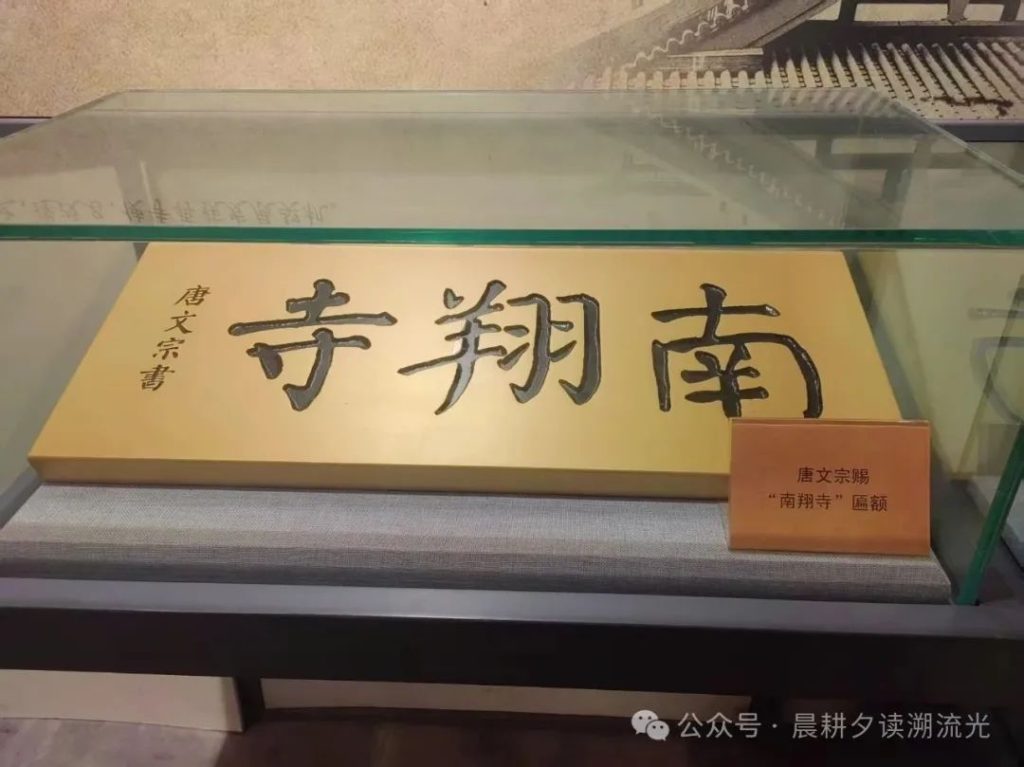 南翔寺
唐文宗書
唐文宗赐
“南翔寺”匾额
公众号·晨耕夕读溯流光